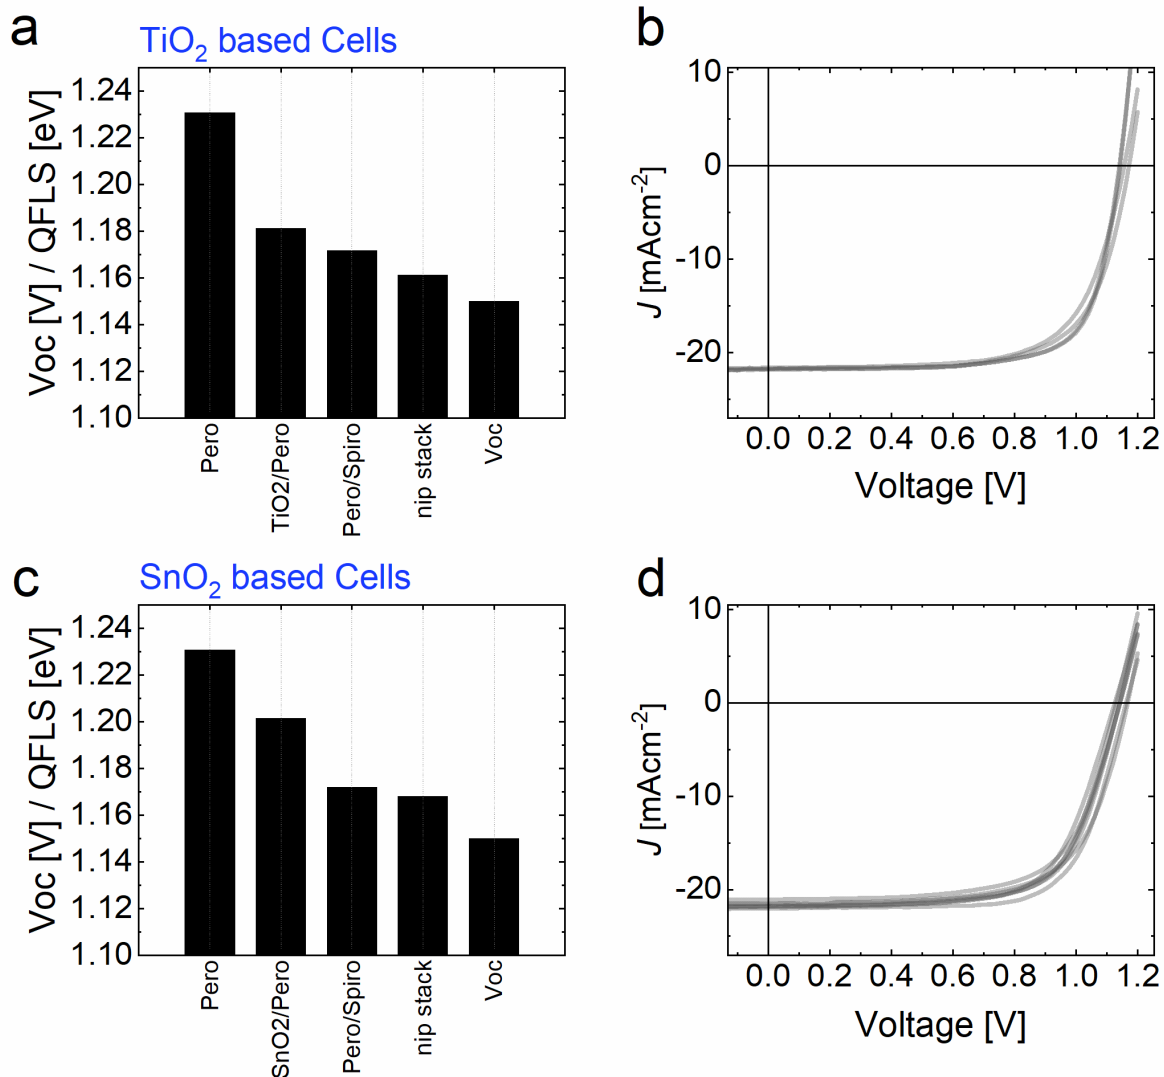 a
TiO2 based Cells
Voc [V] / QFLS [eV]
1.24
1.22
1.20
1.18
1.16
1.14
1.12
1.10
Pero
TiO2/Pero
Pero/Spiro
nip stack
Voc
b
J [mAcm-2]
10
0
-10
-20
0.0 0.2 0.4 0.6 0.8 1.0 1.2
Voltage [V]
c
SnO2 based Cells
Voc [V] / QFLS [eV]
1.24
1.22
1.20
1.18
1.16
1.14
1.12
1.10
Pero
SnO2/Pero
Pero/Spiro
nip stack
Voc
d
J [mAcm-2]
10
0
-10
-20
0.0 0.2 0.4 0.6 0.8 1.0 1.2
Voltage [V]